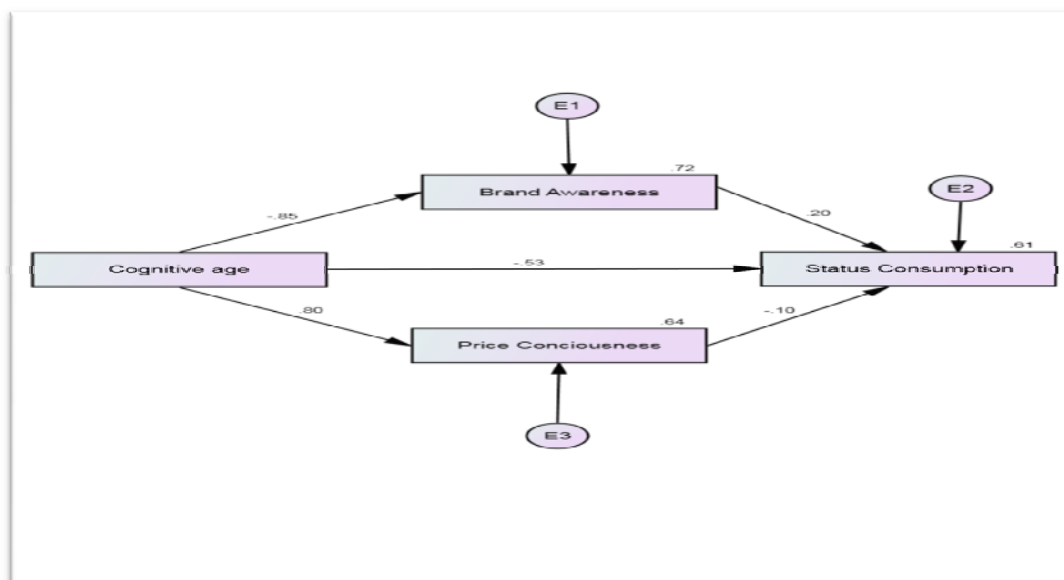 E1
.72
Brand Awareness
E2
-.85
.20
.61
Cognitive age
-.53
Status Consumption
.80
.64
-.10
Price Conciousness
E3